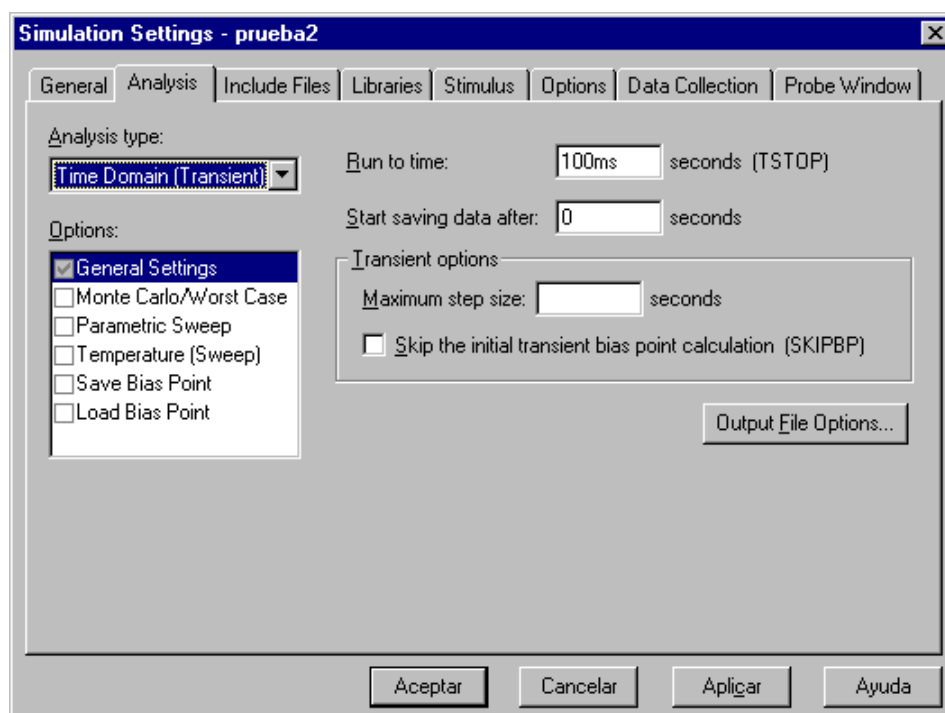 Simulation Settings - prueba2
General Analysis Include Files Libraries Stimulus Options Data Collection Probe Window
Analysis type:
Time Domain (Transient)
Options:
General Settings
Monte Carlo/Worst Case
Parametric Sweep
Temperature (Sweep)
Save Bias Point
Load Bias Point
Run to time: 100ms seconds (TSTOP)
Start saving data after: 0 seconds
Transient options
Maximum step size: seconds
Skip the initial transient bias point calculation (SKIPBP)
Output File Options...
Aceptar Cancelar Aplicar Ayuda